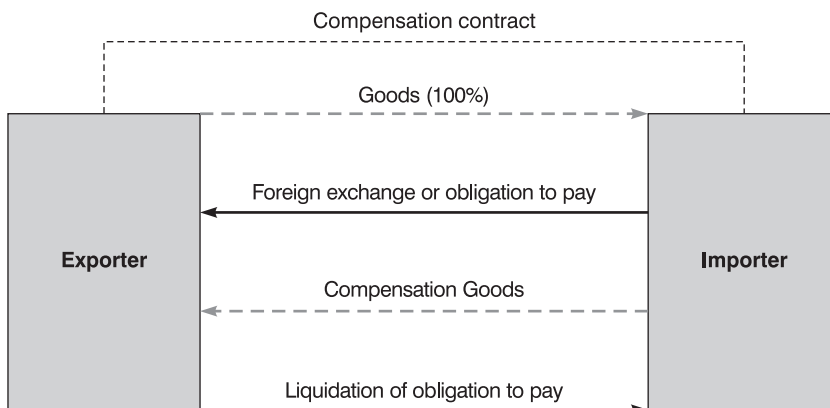 Compensation contract
Goods (100%)
Foreign exchange or obligation to pay
Exporter
Importer
Compensation Goods
Liquidation of obligation to pay